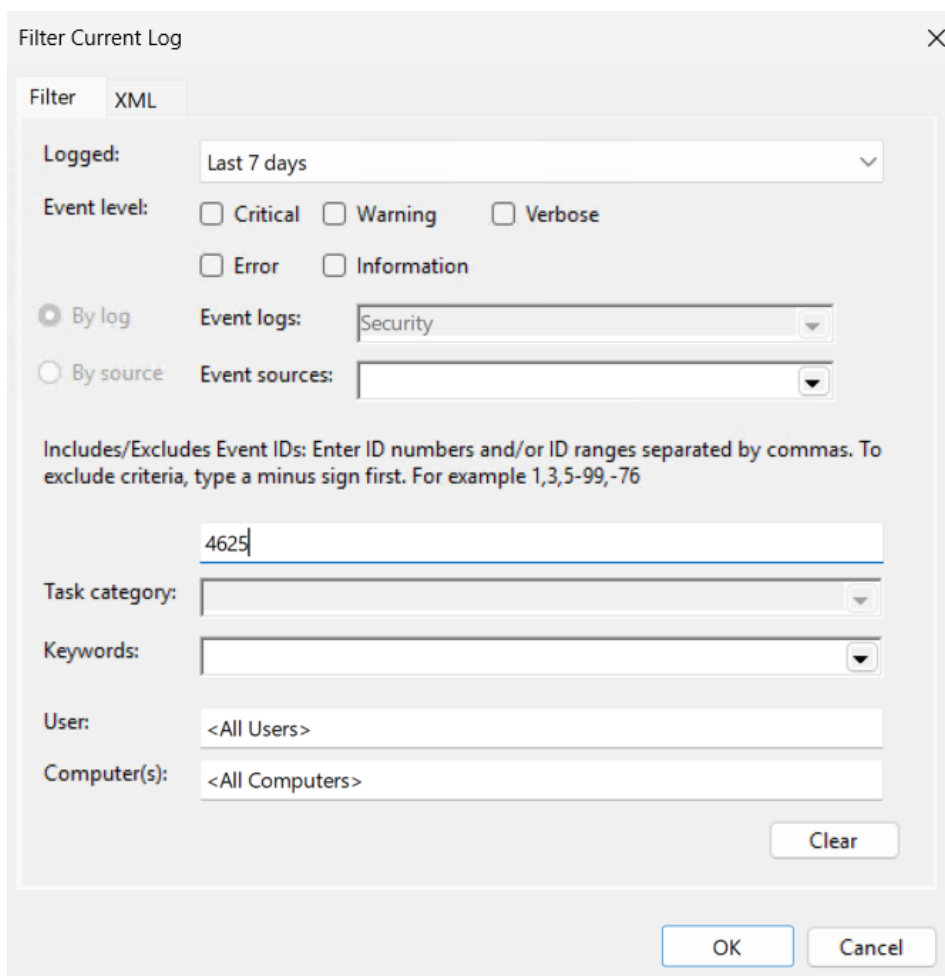 Filter Current Log
Filter XML
Logged: Last 7 days
Event level: Critical Warning Verbose
Error Information
By log Event logs: Security
By source Event sources:
Includes/Excludes Event IDs: Enter ID numbers and/or ID ranges separated by commas. To
exclude criteria, type a minus sign first. For example 1,3,5-99,-76
4625
Task category:
Keywords:
User: <All Users>
Computer(s): <All Computers>
Clear
OK Cancel